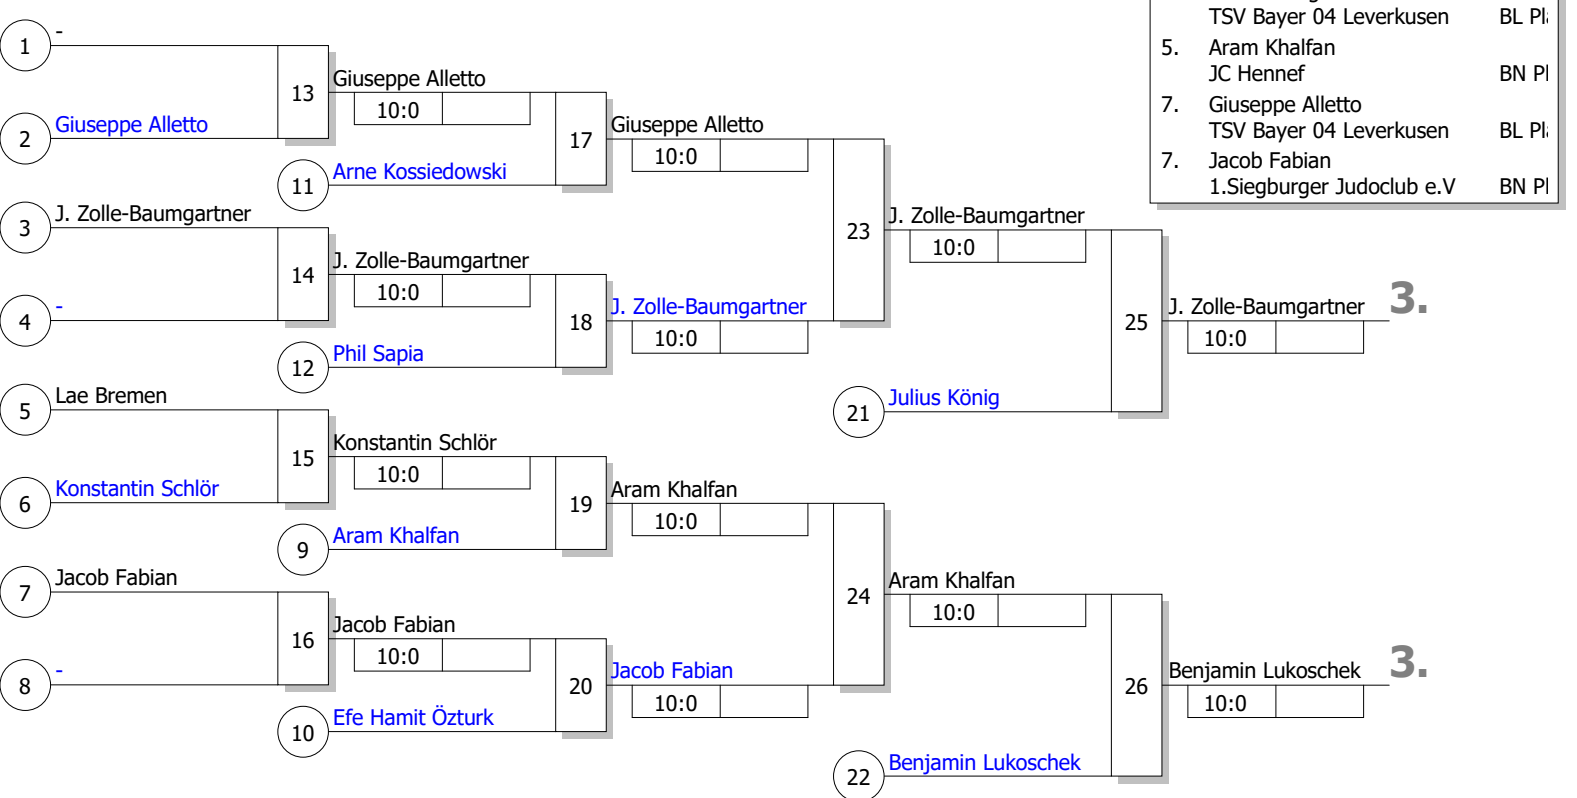 TSV Bayer 04 Leverkusen BL
5. Aram Khalfan
JC Hennef BN
7. Giuseppe Alletto
TSV Bayer 04 Leverkusen BL
7. Jacob Fabian
1.Siegburger Judoclub e.V BN
1 -
13 Giuseppe Alletto
10:0
2 Giuseppe Alletto
17 Giuseppe Alletto
10:0
11 Arne Kossiedowski
3 J. Zolle-Baumgartner
23 J. Zolle-Baumgartner
10:0
14 J. Zolle-Baumgartner
10:0
4 -
18 J. Zolle-Baumgartner
10:0
25 J. Zolle-Baumgartner 3.
10:0
12 Phil Sapia
5 Lae Bremen
21 Julius König
15 Konstantin Schlör
10:0
6 Konstantin Schlör
19 Aram Khalfan
10:0
9 Aram Khalfan
7 Jacob Fabian
24 Aram Khalfan
10:0
16 Jacob Fabian
10:0
8 -
20 Jacob Fabian
10:0
26 Benjamin Lukoschek 3.
10:0
10 Efe Hamit Özturk
22 Benjamin Lukoschek